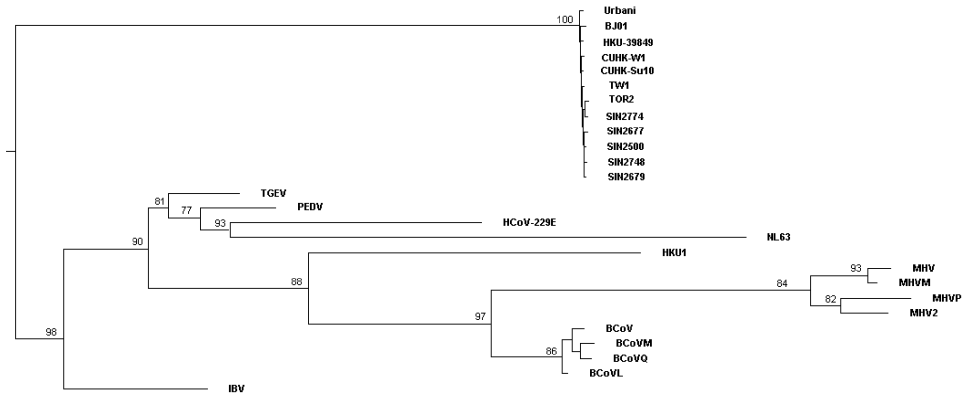 Urbani
100
BJ01
HKU-39849
CUHK-W1
CUHK-Su10
TW1
TOR2
SIN2774
SIN2677
SIN2500
SIN2748
SIN2679
TGEV
81
PEDV
77
HCoV-229E
93
NL63
90
HKU1
MHV
93
MHVM
88
84
MHVP
82
MHV2
97
BCoV
98
BCoVM
86
BCoVQ
BCoVL
IBV